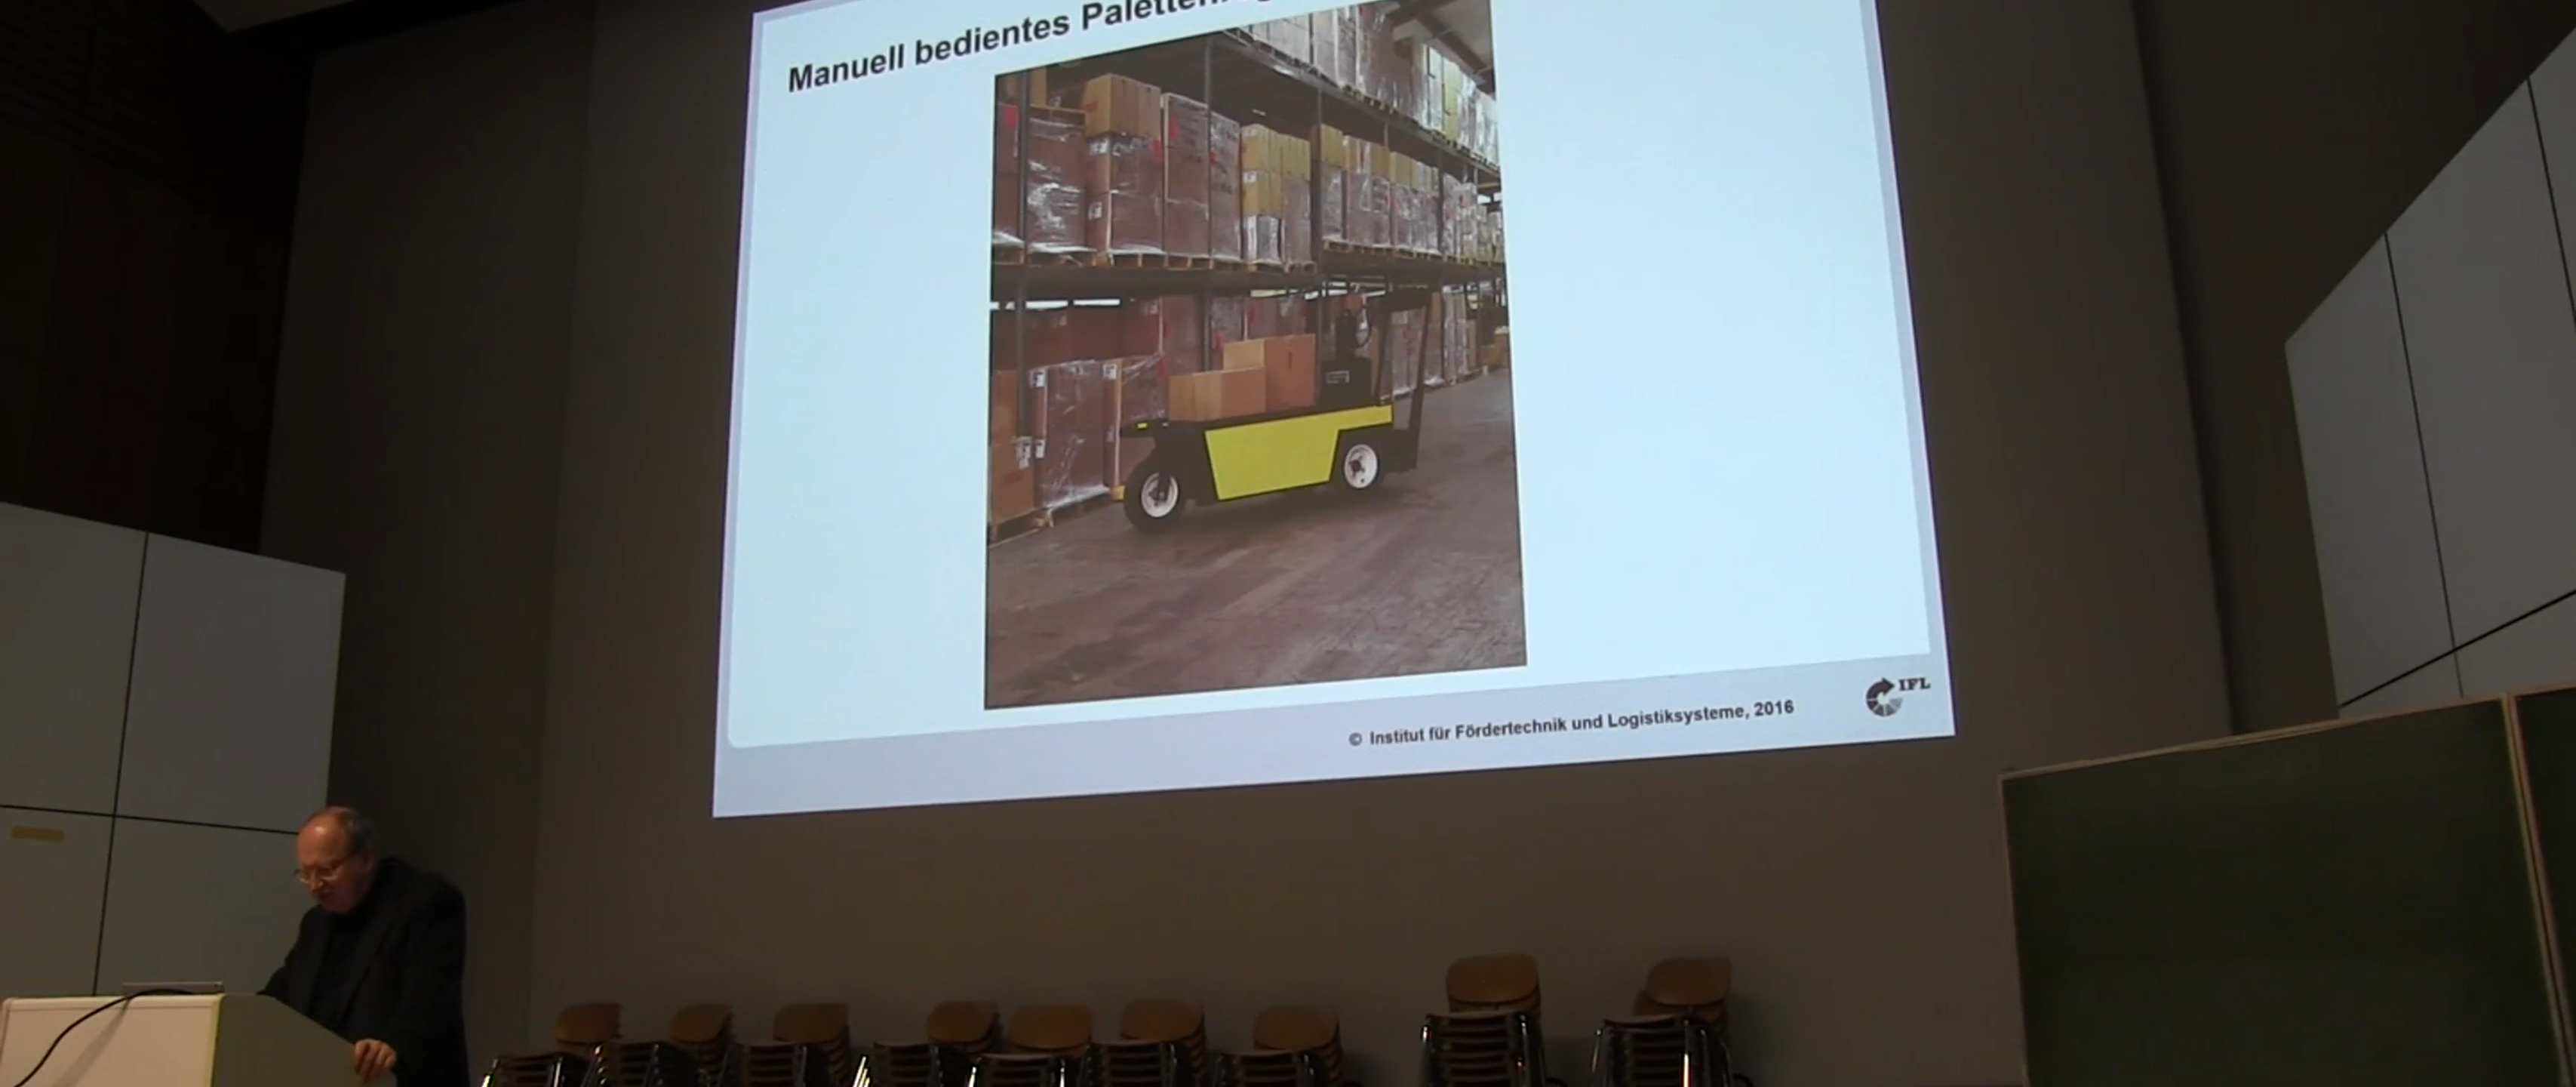 Manuell bedientes
© Institut für Fördertechnik und Logistiksysteme, 2016
IFL